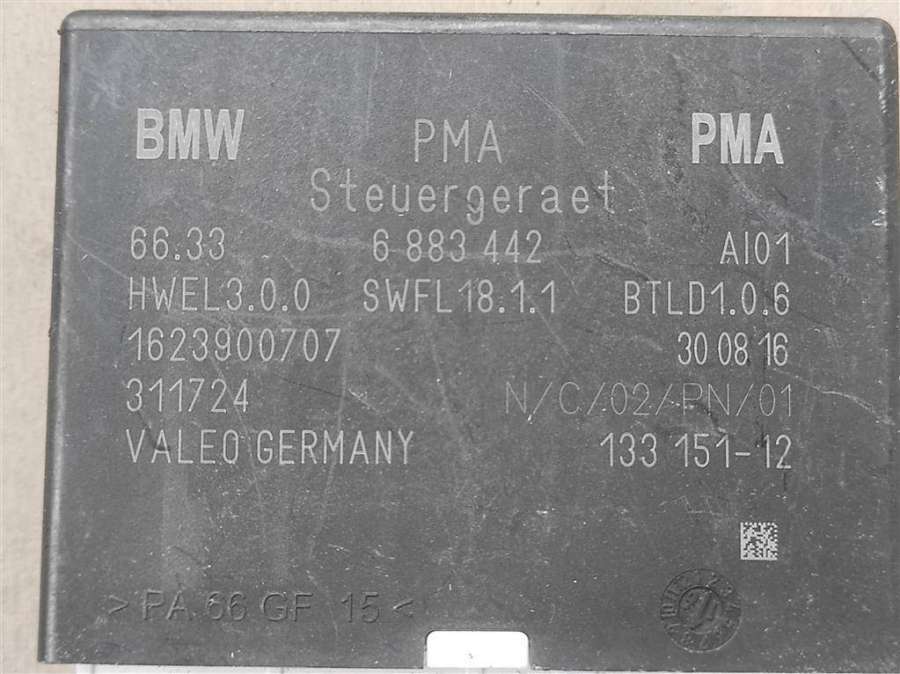 BMW PMA PMA
Steuergeraet
66.33 6 883 442 AI01
HWEL3.0.0 SWFL18.1.1 BTLD1.0.6
1623900707 30 08 16
311724 N/C/02/PN/01
VALEO GERMANY 133 151-12
> PA 66 GF 15 <